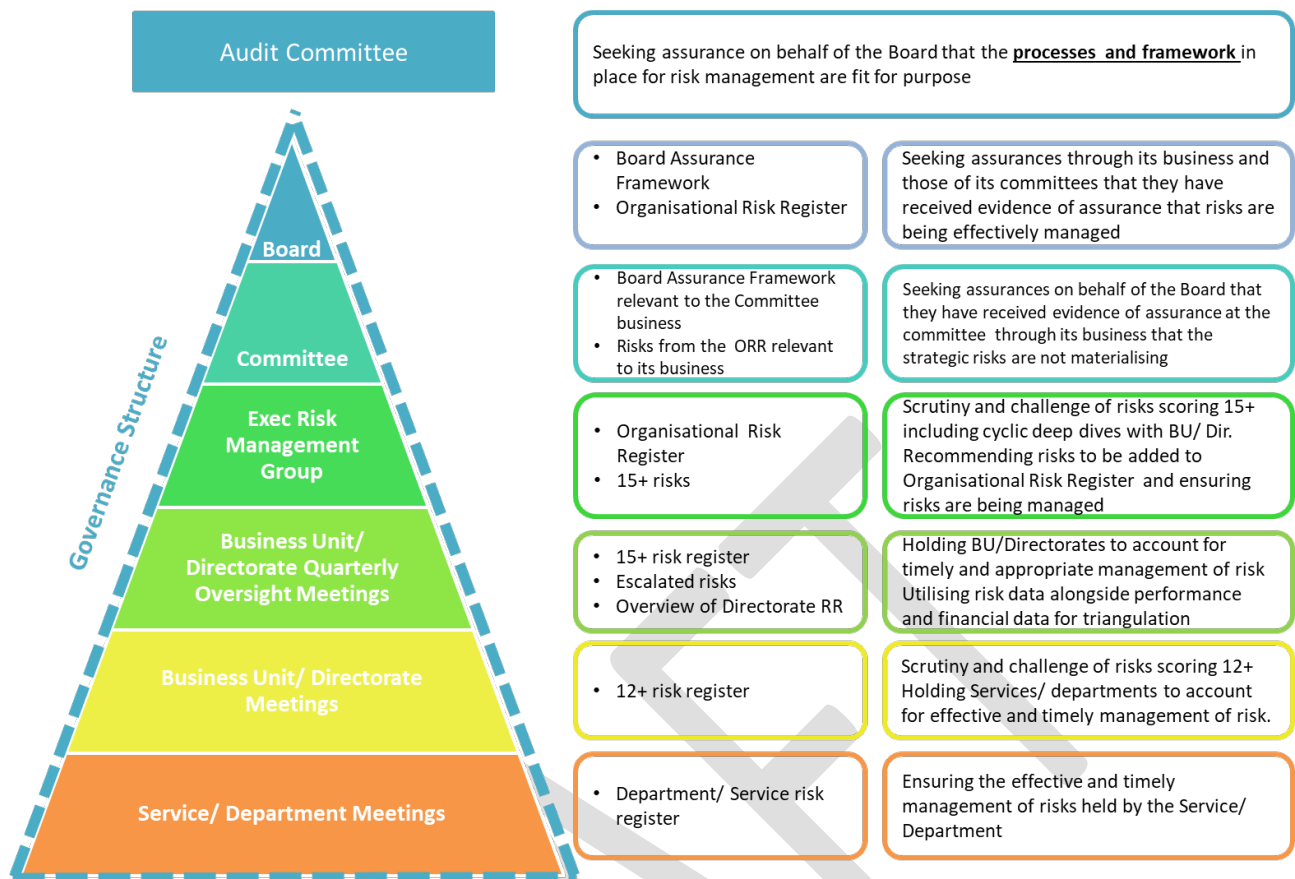 Audit Committee
Seeking assurance on behalf of the Board that the processes and framework in
place for risk management are fit for purpose
Governance Structure
Board
• Board Assurance
Framework
• Organisational Risk Register
Seeking assurances through its business and
those of its committees that they have
received evidence of assurance that risks are
being effectively managed
Committee
• Board Assurance Framework
relevant to the Committee
business
• Risks from the ORR relevant
to its business
Seeking assurances on behalf of the Board that
they have received evidence of assurance at the
committee through its business that the
strategic risks are not materialising
Exec Risk
Management
Group
• Organisational Risk
Register
• 15+ risks
Scrutiny and challenge of risks scoring 15+
including cyclic deep dives with BU/ Dir.
Recommending risks to be added to
Organisational Risk Register and ensuring
risks are being managed
Business Unit/
Directorate Quarterly
Oversight Meetings
• 15+ risk register
• Escalated risks
• Overview of Directorate RR
Holding BU/Directorates to account for
timely and appropriate management of risk
Utilising risk data alongside performance
and financial data for triangulation
Business Unit/ Directorate
Meetings
• 12+ risk register
Scrutiny and challenge of risks scoring 12+
Holding Services/ departments to account
for effective and timely management of risk.
Service/ Department Meetings
• Department/ Service risk
register
Ensuring the effective and timely
management of risks held by the Service/
Department